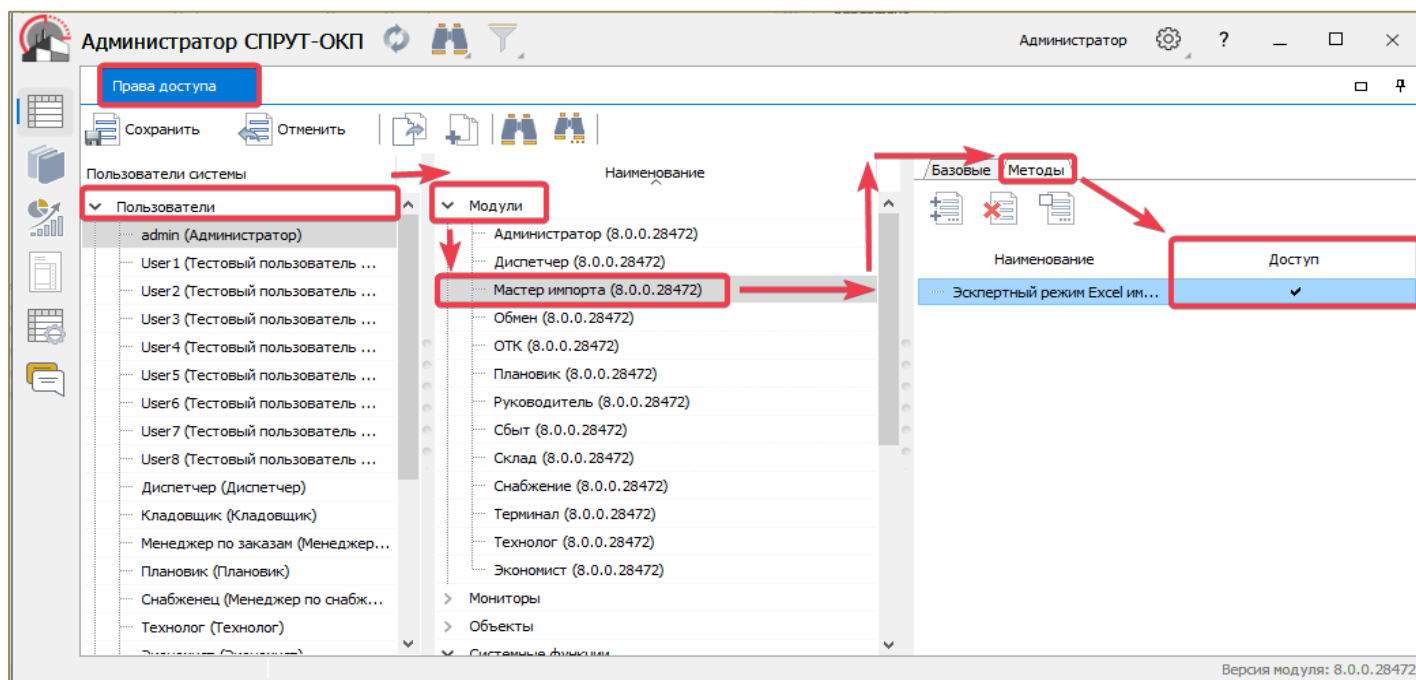 Администратор СПРУТ-ОКП
Администратор
?
Права доступа
Сохранить
Отменить
Пользователи системы
Наименование
Базовые
Методы
Пользователи
Модули
admin (Администратор)
Администратор (8.0.0.28472)
User1 (Тестовый пользователь ...
Диспетчер (8.0.0.28472)
Наименование
Доступ
User2 (Тестовый пользователь ...
Мастер импорта (8.0.0.28472)
Эскпертный режим Excel им...
User3 (Тестовый пользователь ...
Обмен (8.0.0.28472)
User4 (Тестовый пользователь ...
ОТК (8.0.0.28472)
User5 (Тестовый пользователь ...
Плановик (8.0.0.28472)
User6 (Тестовый пользователь ...
Руководитель (8.0.0.28472)
User7 (Тестовый пользователь ...
Сбыт (8.0.0.28472)
User8 (Тестовый пользователь ...
Склад (8.0.0.28472)
Диспетчер (Диспетчер)
Снабжение (8.0.0.28472)
Кладовщик (Кладовщик)
Терминал (8.0.0.28472)
Менеджер по заказам (Менеджер...
Технолог (8.0.0.28472)
Плановик (Плановик)
Экономист (8.0.0.28472)
Снабженец (Менеджер по снабж...
Мониторы
Технолог (Технолог)
Объекты
Экономист (Экономист)
Системные функции
Версия модуля: 8.0.0.28472